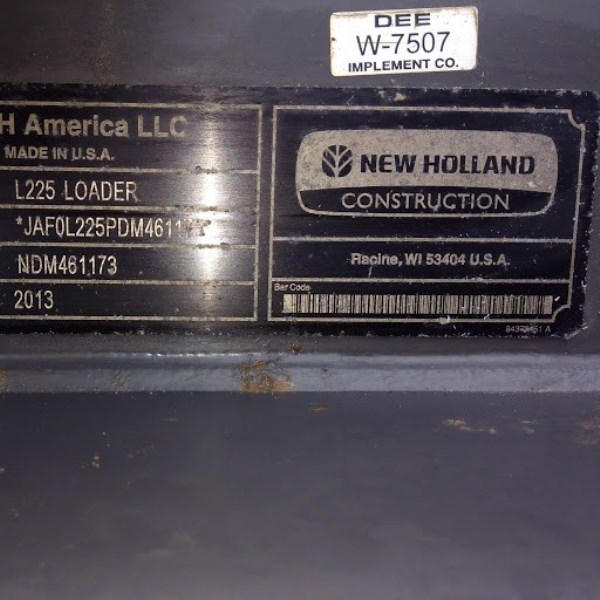 DEE
W-7507
IMPLEMENT CO.
H America LLC
MADE IN U.S.A.
L225 LOADER
NDM461173
2013
NEW HOLLAND
CONSTRUCTION
Racine, WI 53404 U.S.A.
Bar Code